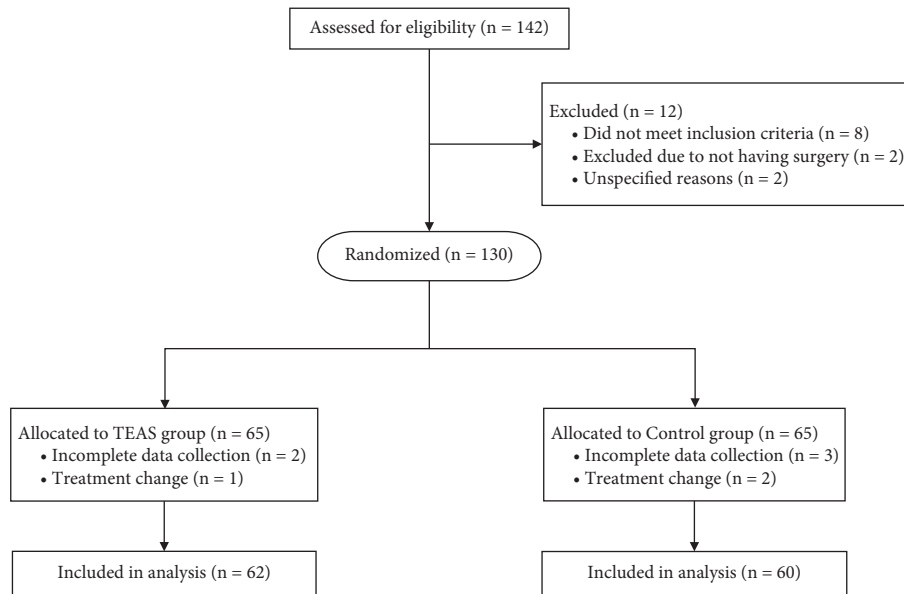 Assessed for eligibility (n = 142)
Excluded (n = 12)
• Did not meet inclusion criteria (n = 8)
• Excluded due to not having surgery (n = 2)
• Unspecified reasons (n = 2)
Randomized (n = 130)
Allocated to TEAS group (n = 65)
• Incomplete data collection (n = 2)
• Treatment change (n = 1)
Allocated to Control group (n = 65)
• Incomplete data collection (n = 3)
• Treatment change (n = 2)
Included in analysis (n = 62)
Included in analysis (n = 60)